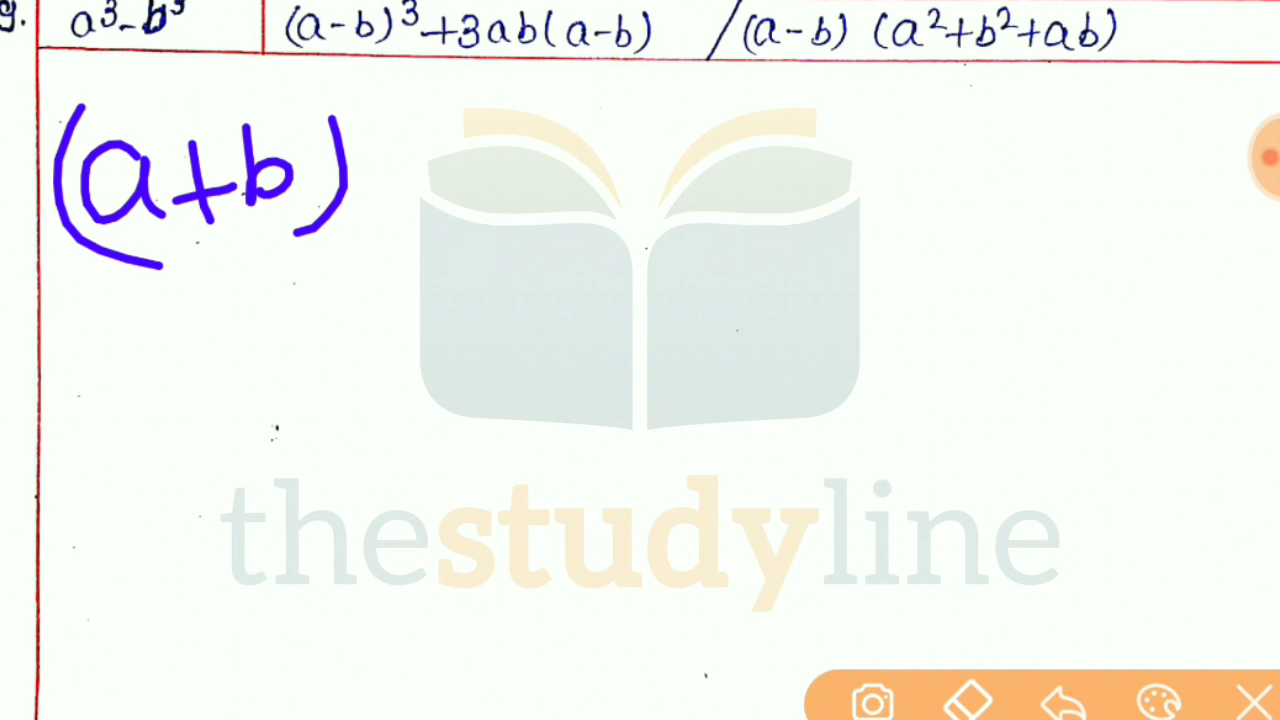 9. a³-b³ (a-b)³+3ab(a-b) /(a-b) (a²+b²+ab)
(a+b)
thestudyline